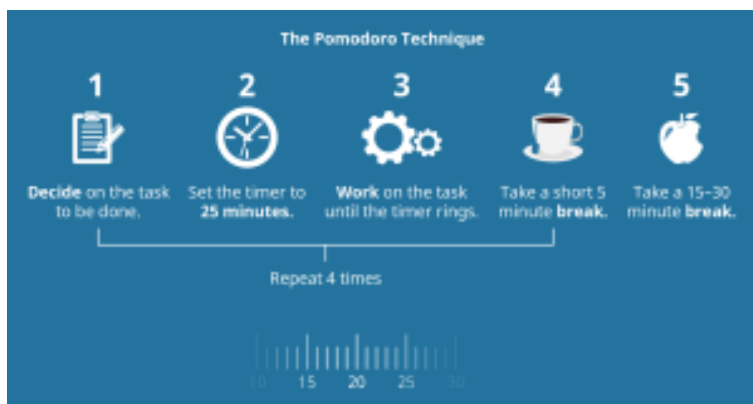 The Pomodoro Technique
1
2
3
4
5
Decide on the task
to be done.
Set the timer to
25 minutes.
Work on the task
until the timer rings.
Take a short 5
minute break.
Take a 15–30
minute break.
Repeat 4 times
10 15 20 25 30